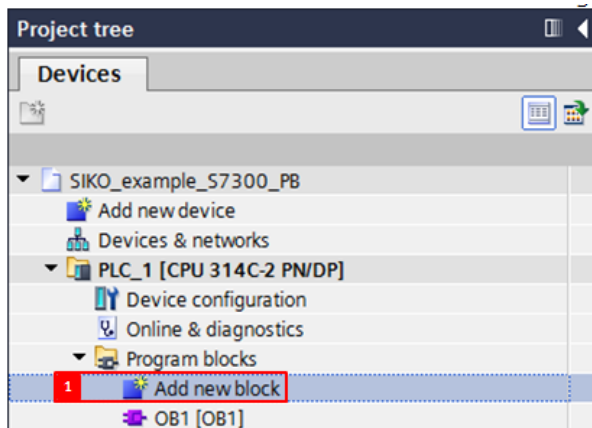 Project tree
Devices
SIKO_example_S7300_PB
Add new device
Devices & networks
PLC_1 [CPU 314C-2 PN/DP]
Device configuration
Online & diagnostics
Program blocks
1 Add new block
OB1 [OB1]